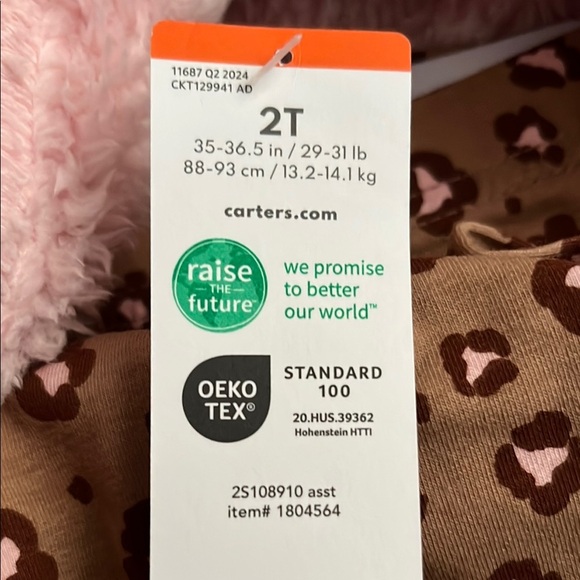 11687 Q2 2024
CKT129941 AD
2T
35-36.5 in / 29-31 lb
88-93 cm / 13.2-14.1 kg
carters.com
raise
THE
future™
we promise
to better
our world™
OEKO
TEX®
STANDARD
100
20.HUS.39362
Hohenstein HTTI
2S108910 asst
item# 1804564